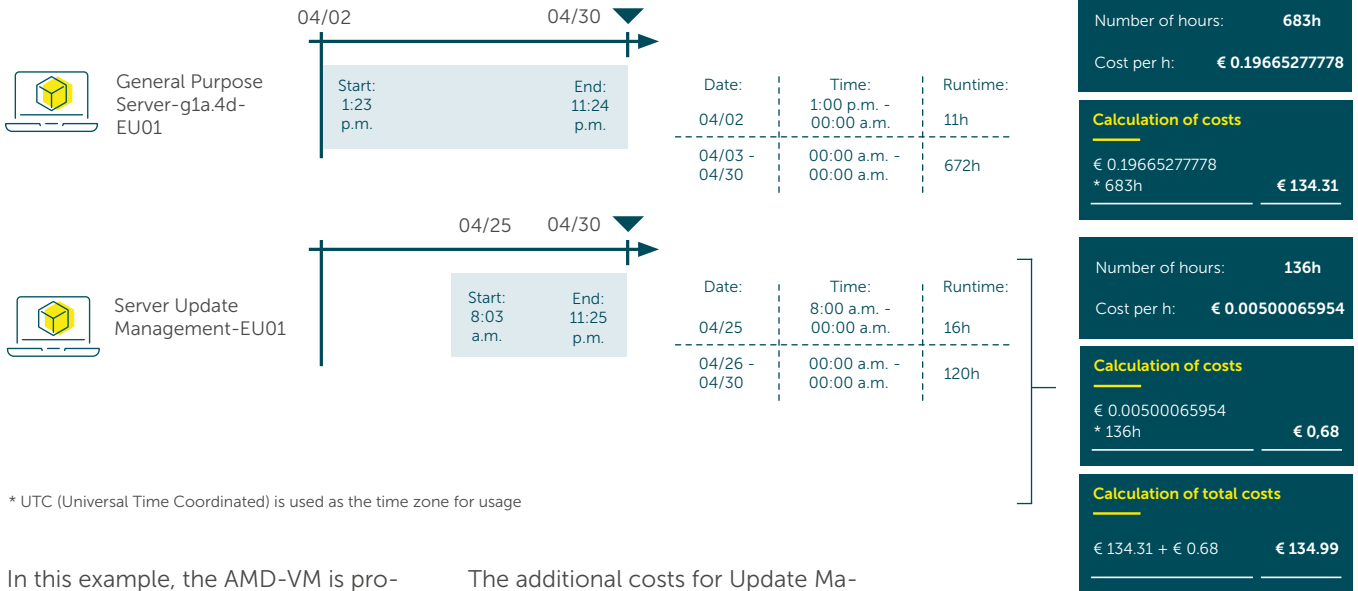 04/02
04/30
General Purpose
Server-g1a.4d-
EU01
Start:
1:23
p.m.
End:
11:24
p.m.
Date:
Time:
Runtime:
04/02
1:00 p.m. -
00:00 a.m.
11h
04/03 -
04/30
00:00 a.m. -
00:00 a.m.
672h
Number of hours: 683h
Cost per h: € 0.19665277778
Calculation of costs
€ 0.19665277778
* 683h € 134.31
04/25
04/30
Server Update
Management-EU01
Start:
8:03
a.m.
End:
11:25
p.m.
Date:
Time:
Runtime:
04/25
8:00 a.m. -
00:00 a.m.
16h
04/26 -
04/30
00:00 a.m. -
00:00 a.m.
120h
Number of hours: 136h
Cost per h: € 0.00500065954
Calculation of costs
€ 0.00500065954
* 136h € 0,68
Calculation of total costs
€ 134.31 + € 0.68 € 134.99
* UTC (Universal Time Coordinated) is used as the time zone for usage
In this example, the AMD-VM is pro-
The additional costs for Update Ma-